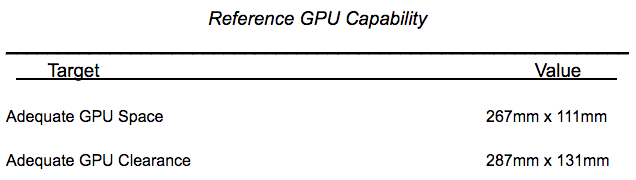 Reference GPU Capability
Target Value
Adequate GPU Space 267mm x 111mm
Adequate GPU Clearance 287mm x 131mm